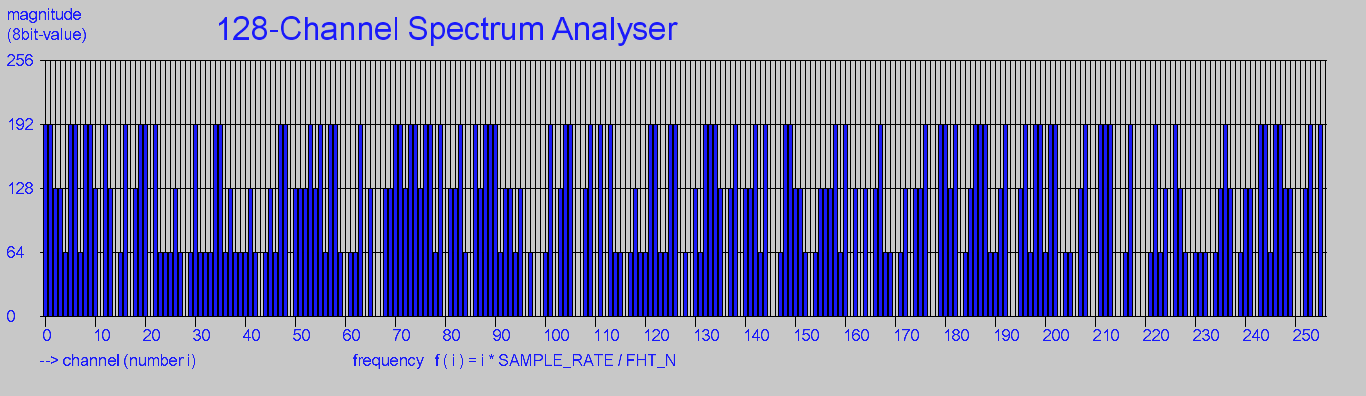 magnitude
(8bit-value)
128-Channel Spectrum Analyser
256
192
128
64
0
0 10 20 30 40 50 60 70 80 90 100 110 120 130 140 150 160 170 180 190 200 210 220 230 240 250
--> channel (number i) frequency f ( i ) = i * SAMPLE_RATE / FHT_N